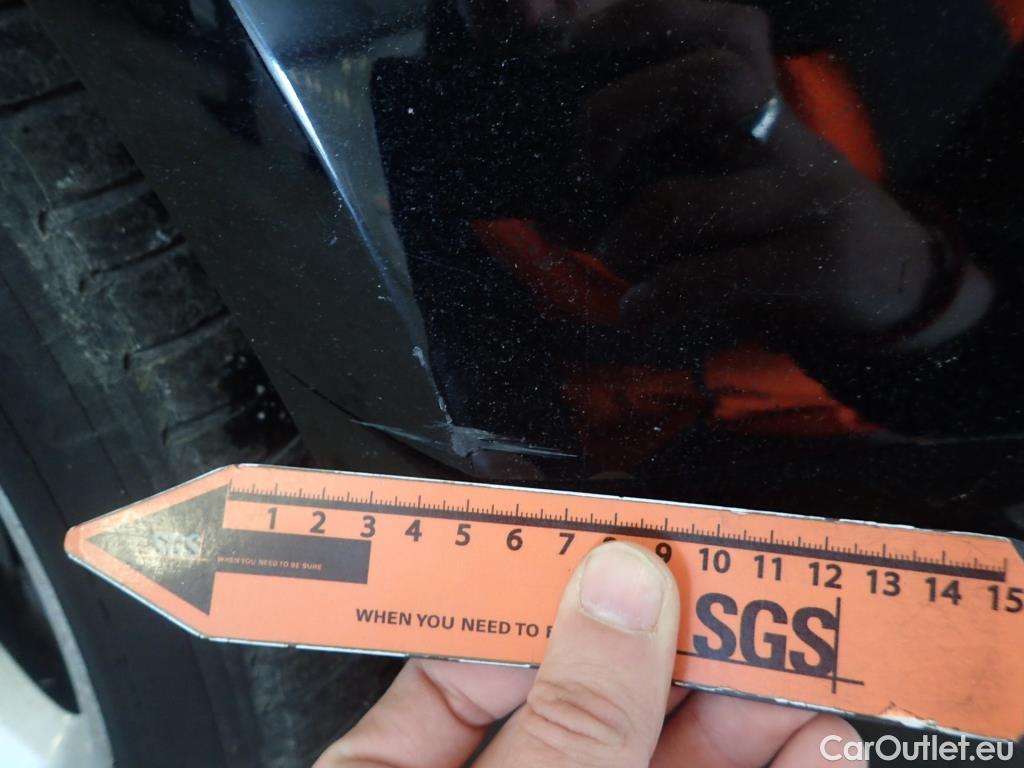 1 2 3 4 5 6 7 8 9 10 11 12 13 14 15
SGS
WHEN YOU NEED TO BE SURE
WHEN YOU NEED TO
SGS
CarOutlet.eu